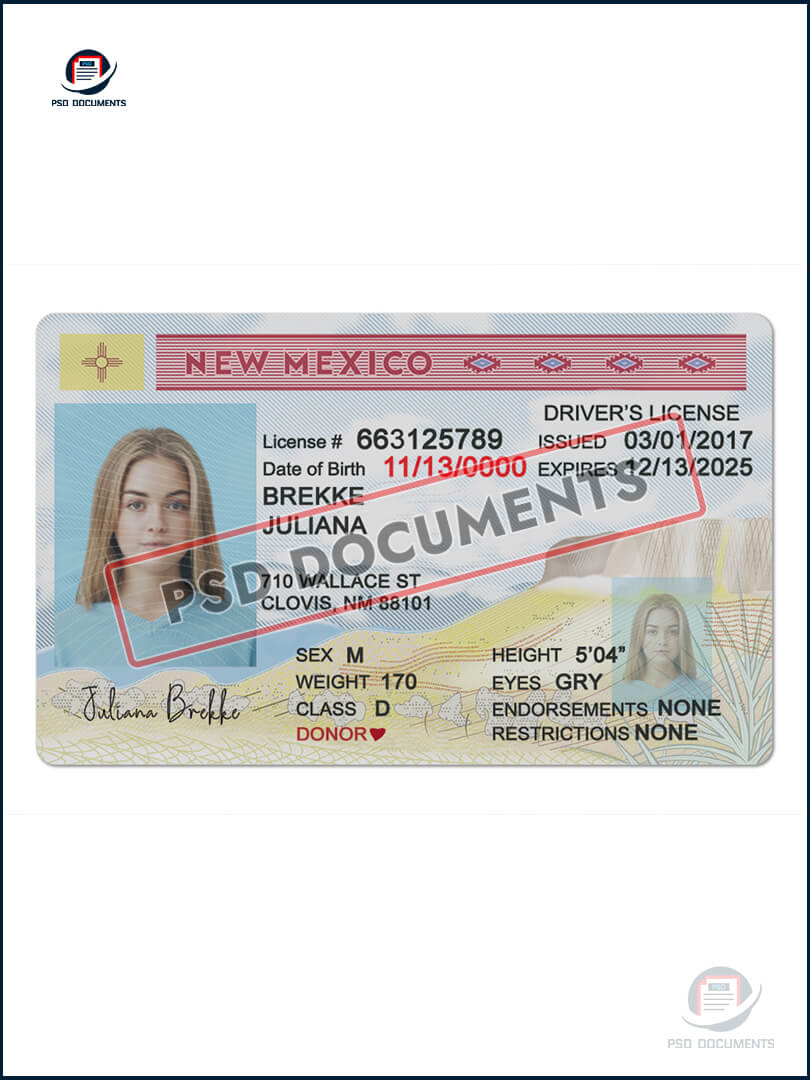 PSD DOCUMENTS
NEW MEXICO
DRIVER'S LICENSE
License # 663125789 ISSUED 03/01/2017
Date of Birth 11/13/0000 EXPIRES 12/13/2025
BREKKE
JULIANA
PSD DOCUMENTS
710 WALLACE ST
CLOVIS, NM 88101
SEX M HEIGHT 5'04”
WEIGHT 170 EYES GRY
CLASS D ENDORSEMENTS NONE
DONOR RESTRICTIONS NONE
Juliana Brekke
PSD
PSD DOCUMENTS